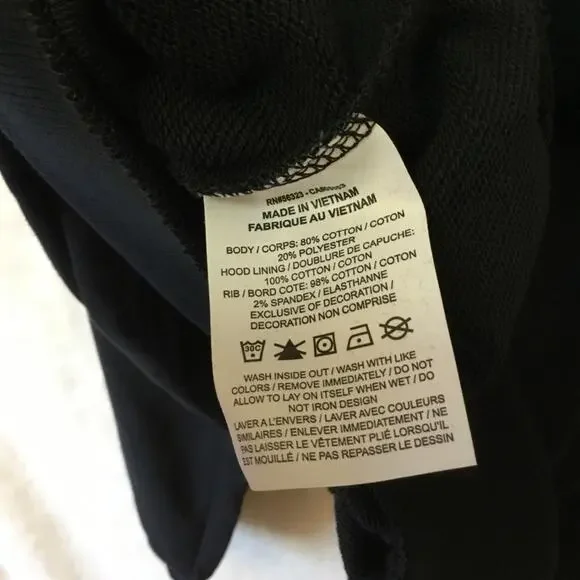 RN#56323 -
MADE IN VIETNAM
FABRIQUE AU VIETNAM
BODY / CORPS: 80% COTTON / COTON
20% POLYESTER
HOOD LINING / DOUBLURE DE CAPUCHE:
100% COTTON / COTON
RIB / BORD COTE: 98% COTTON / COTON
2% SPANDEX / ELASTHANNE
EXCLUSIVE OF DECORATION /
DECORATION NON COMPRISE
30C
WASH INSIDE OUT / WASH WITH LIKE
COLORS / REMOVE IMMEDIATELY / DO NOT
ALLOW TO LAY ON ITSELF WHEN WET / DO
NOT IRON DESIGN
LAVER A L'ENVERS / LAVER AVEC COULEURS
SIMILAIRES / ENLEVER IMMEDIATEMENT / NE
PAS LAISSER LE VÊTEMENT PLIÉ LORSQU'IL
EST MOUILLÉ / NE PAS REPASSER LE DESSIN